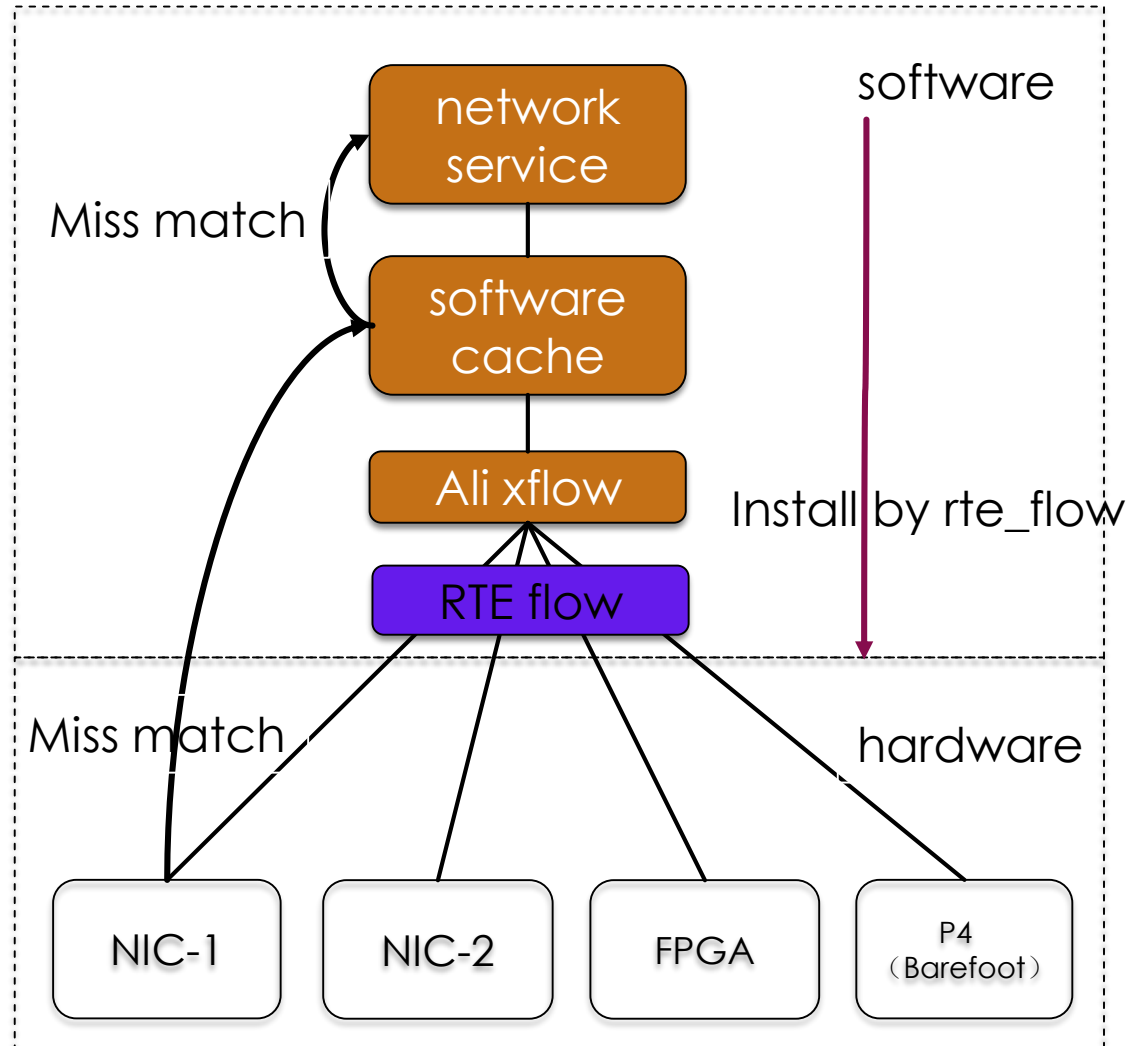 software
network
service
Miss match
software
cache
Ali xflow
Install by rte_flow
RTE flow
Miss match
hardware
NIC-1
NIC-2
FPGA
P4
（Barefoot）